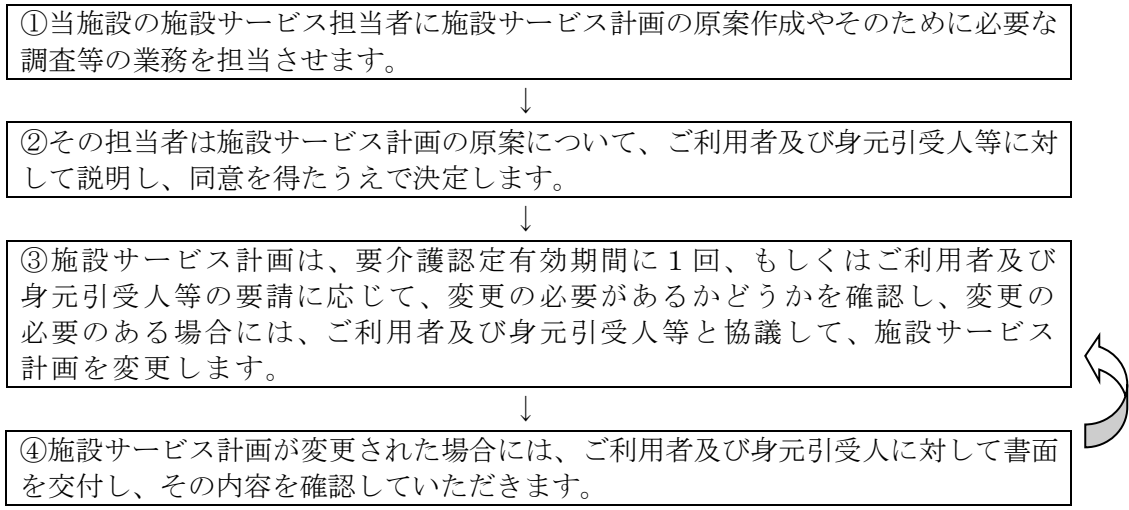 ①当施設の施設サービス担当者に施設サービス計画の原案作成やそのために必要な
調査等の業務を担当させます。
↓
②その担当者は施設サービス計画の原案について、ご利用者及び身元引受人等に対
して説明し、同意を得たうえで決定します。
↓
③施設サービス計画は、要介護認定有効期間に１回、もしくはご利用者及び
身元引受人等の要請に応じて、変更の必要があるかどうかを確認し、変更の
必要のある場合には、ご利用者及び身元引受人等と協議して、施設サービス
計画を変更します。
↓
④施設サービス計画が変更された場合には、ご利用者及び身元引受人に対して書面
を交付し、その内容を確認していただきます。